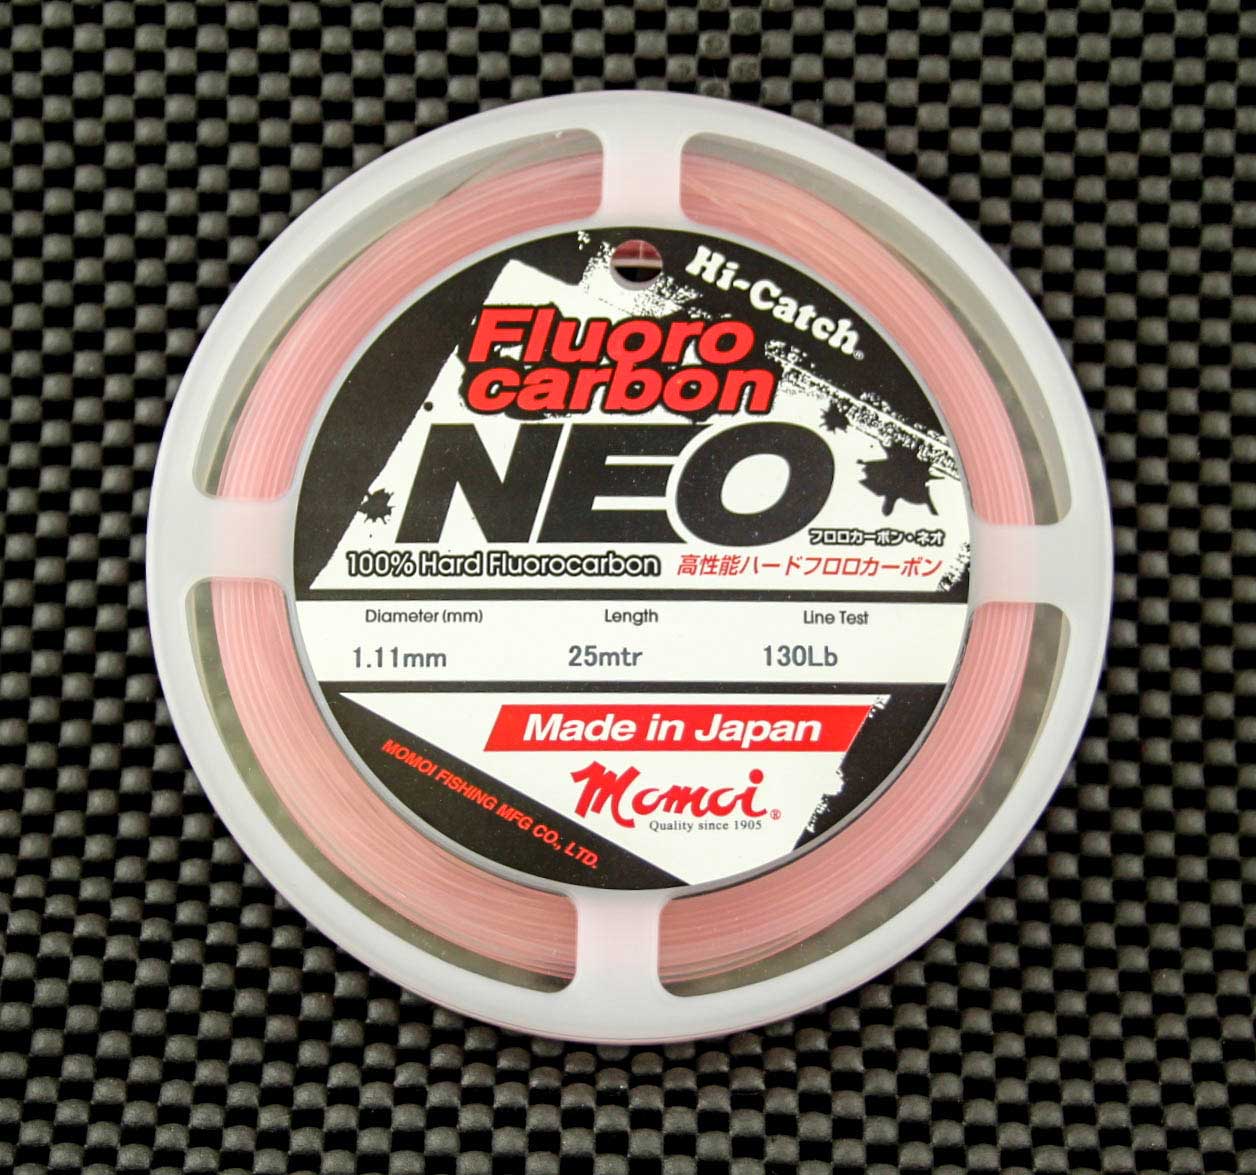 Hi-Catch®
Fluoro
carbon
NEO
フロロカーボン・ネオ
100% Hard Fluorocarbon 高性能ハードフロロカーボン
Diameter (mm) Length Line Test
1.11mm 25mtr 130Lb
Made in Japan
Momoi®
Quality since 1905
MOMOI FISHING MFG CO., LTD.